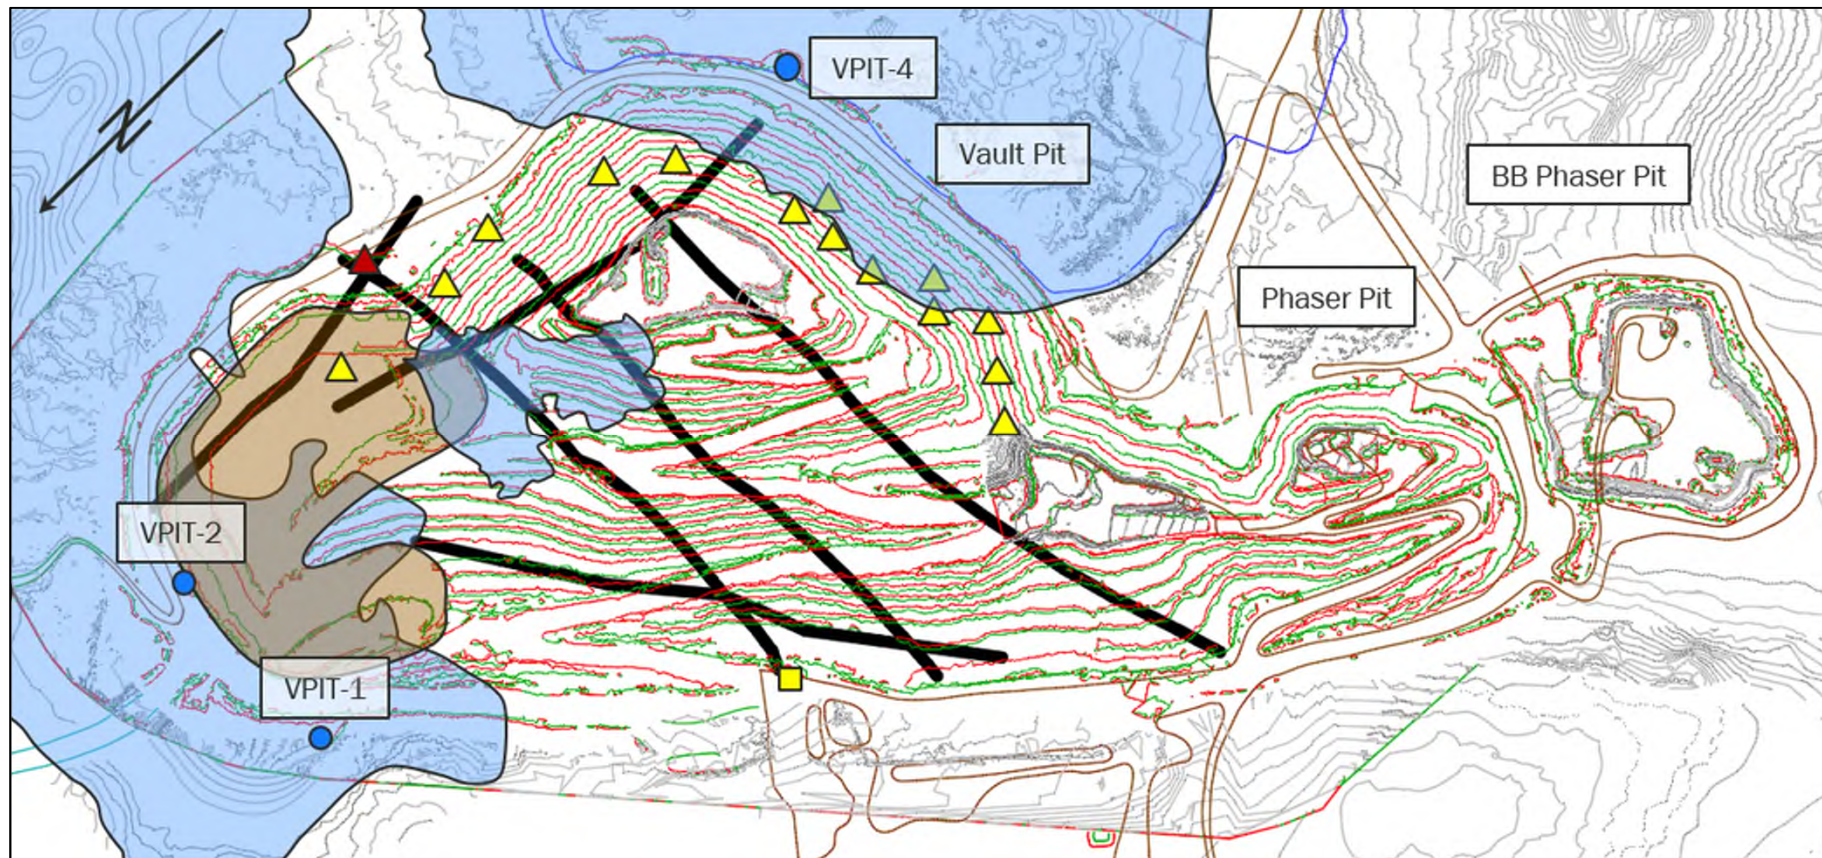 VPIT-4
Vault Pit
BB Phaser Pit
Phaser Pit
VPIT-2
VPIT-1